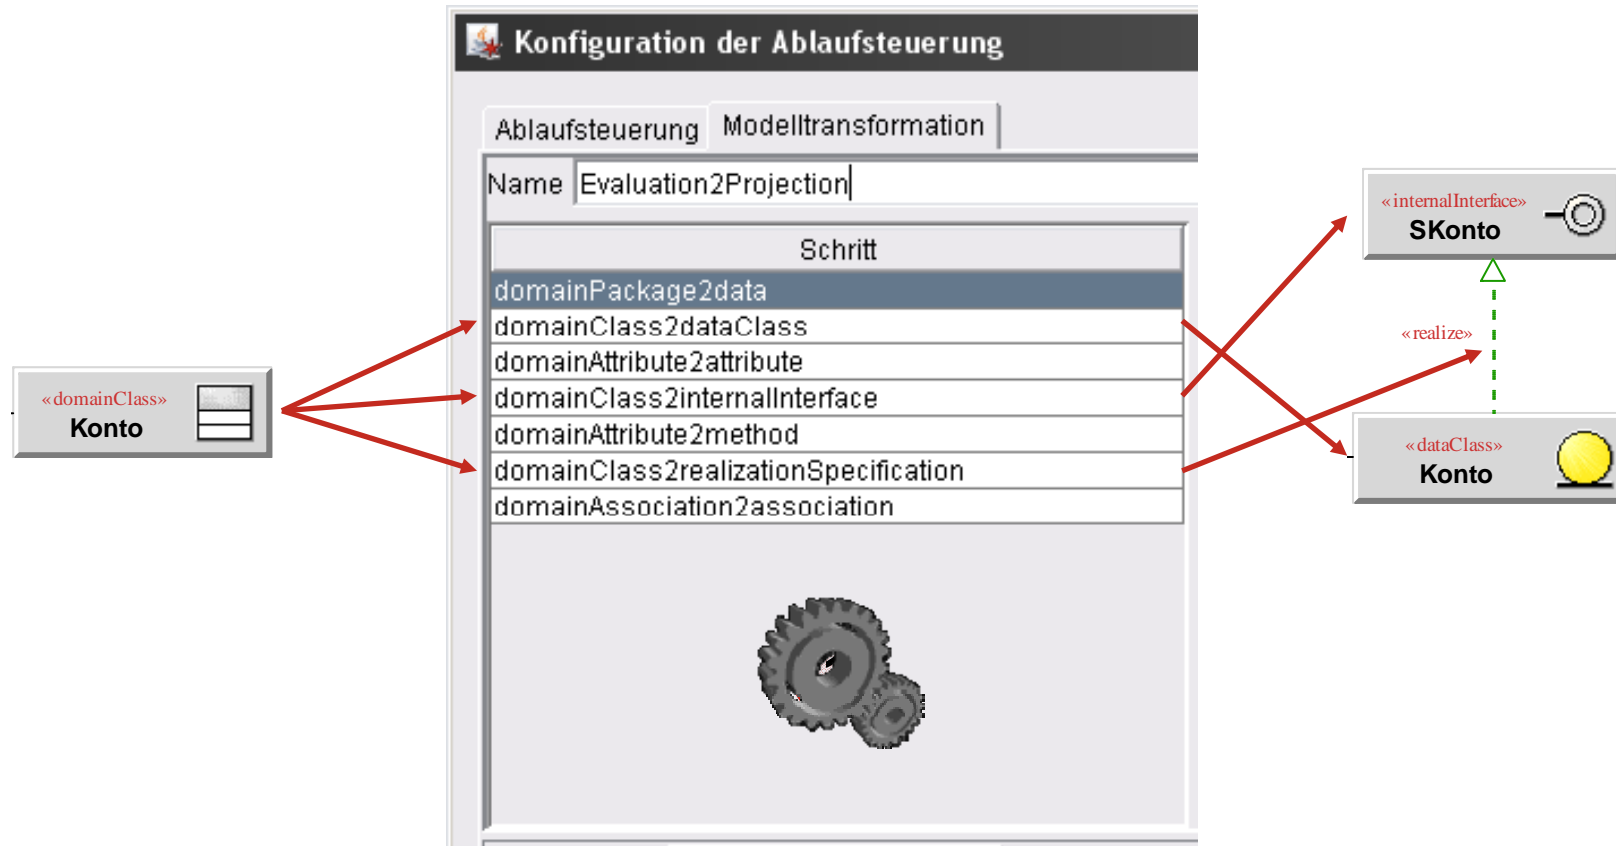 Konfiguration der Ablaufsteuerung
Ablaufsteuerung
Modelltransformation
Name
Evaluation2Projection
Schritt
domainPackage2data
domainClass2dataClass
domainAttribute2attribute
domainClass2internalInterface
domainAttribute2method
domainClass2realizationSpecification
domainAssociation2association
«domainClass»
Konto
«internalInterface»
SKonto
«realize»
«dataClass»
Konto